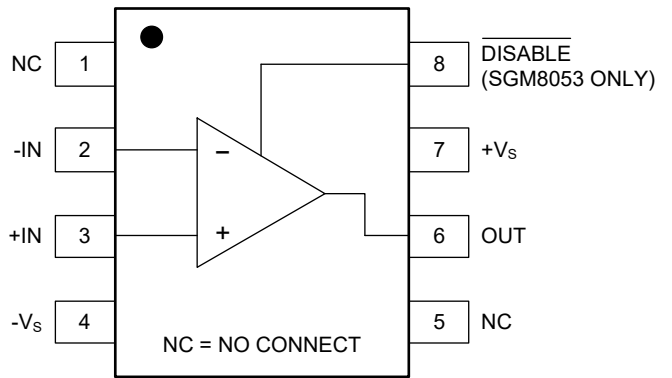 NC 1
-IN 2
+IN 3
-VS 4
−
+
8 DISABLE
(SGM8053 ONLY)
7 +VS
6 OUT
5 NC
NC = NO CONNECT